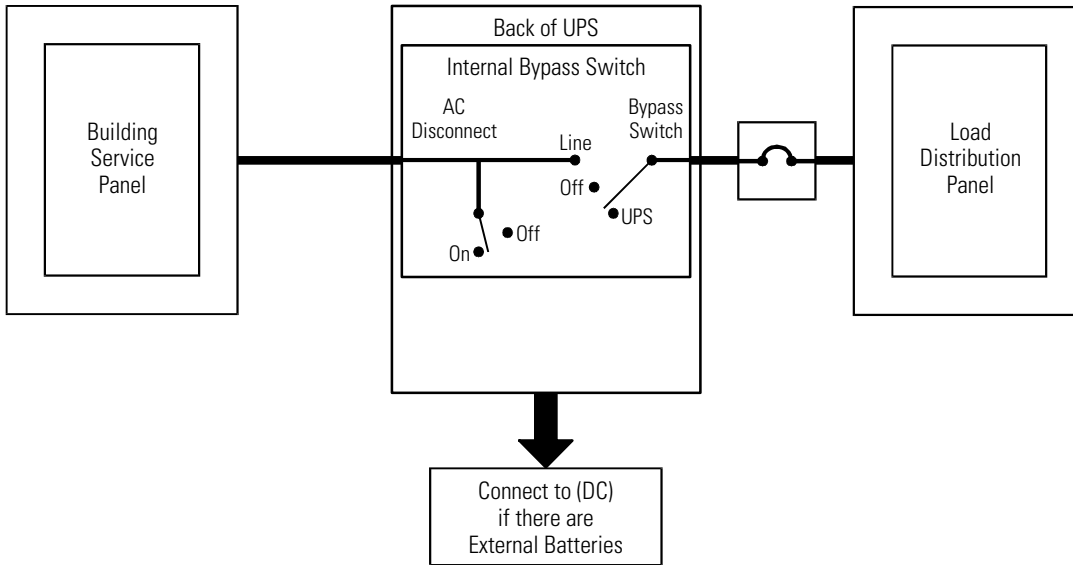 Back of UPS
Internal Bypass Switch
Building
Service
Panel
AC
Disconnect
Line
Off
UPS
Bypass
Switch
On
Off
Load
Distribution
Panel
Connect to (DC)
if there are
External Batteries